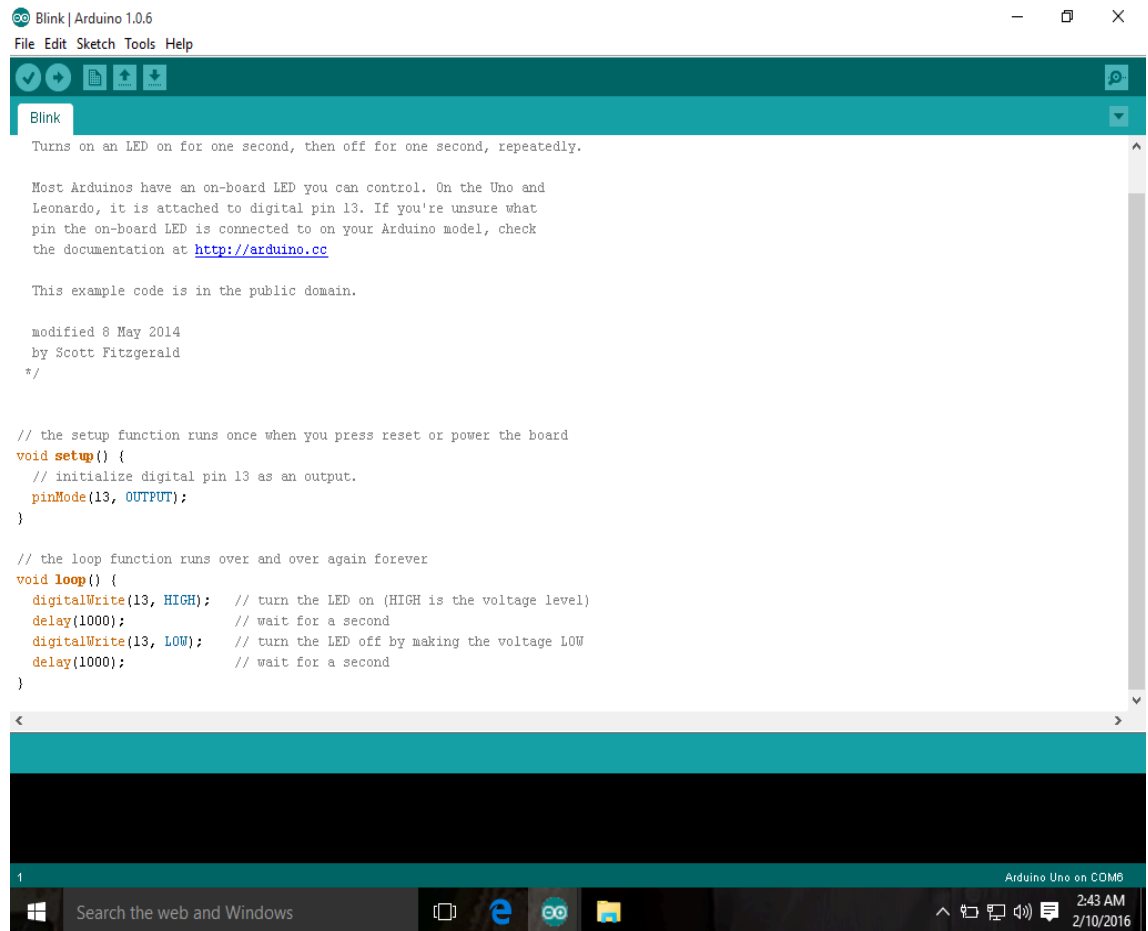 Blink | Arduino 1.0.6
File Edit Sketch Tools Help
Blink
Turns on an LED on for one second, then off for one second, repeatedly.
Most Arduinos have an on-board LED you can control. On the Uno and
Leonardo, it is attached to digital pin 13. If you're unsure what
pin the on-board LED is connected to on your Arduino model, check
the documentation at http://arduino.cc
This example code is in the public domain.
modified 8 May 2014
by Scott Fitzgerald
*/
// the setup function runs once when you press reset or power the board
void setup() {
// initialize digital pin 13 as an output.
pinMode(13, OUTPUT);
}
// the loop function runs over and over again forever
void loop() {
digitalWrite(13, HIGH);   // turn the LED on (HIGH is the voltage level)
delay(1000);              // wait for a second
digitalWrite(13, LOW);    // turn the LED off by making the voltage LOW
delay(1000);              // wait for a second
}
1
Arduino Uno on COM6
Search the web and Windows
2:43 AM
2/10/2016